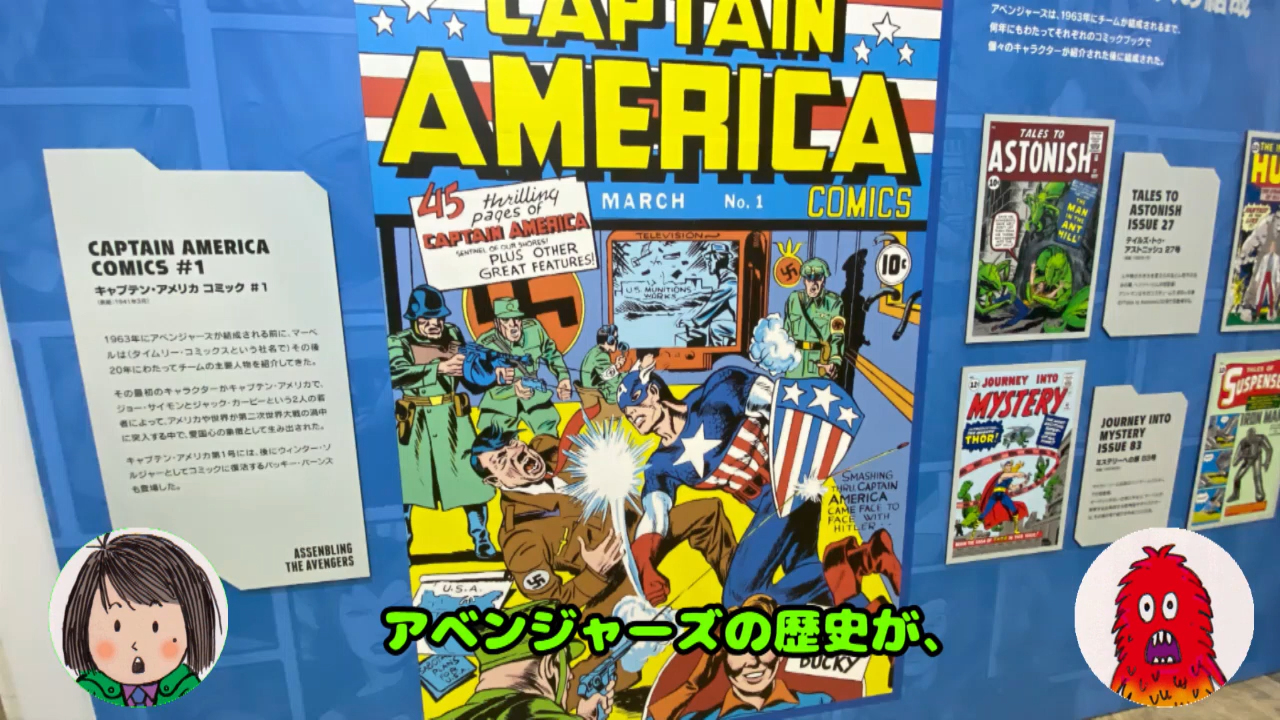 CAPTAIN AMERICA
COMICS #1
キャプテン・アメリカ コミック #1
1963年にアベンジャーズが結成される前に、マーベ
ルは(タイムリー・コミックスという社名で)その後
20年にわたってチームの主要人物を紹介してきた。
その最初のキャラクターがキャプテン・アメリカで、
ジョー・サイモンとジャック・カービーという2人の若
者によって、アメリカや世界が第二次世界大戦の渦中
に突入する中で、愛国心の象徴として生み出された。
キャプテン・アメリカ第1号には、後にウィンター・ソ
ルジャーとしてコミックに復活するバッキー・バーンズ
も登場した。
ASSENBLING
THE AVENGERS
CAPTAIN
AMERICA
MARCH No. 1
COMICS
45 thrilling
pages of
CAPTAIN AMERICA
SENTINEL OF OUR SHORES!
PLUS OTHER
GREAT FEATURES!
TELEVISION
U.S. MUNITIONS
WORKS
10¢
SMASHING
THRU, CAPTAIN
AMERICA
CAME FACE TO
FACE WITH
HITLER..
U.S.A.
BUCKY
アベンジャーズは、1963年にチームが結成されるまで、
何年にもわたってそれぞれのコミックブックで
個々のキャラクターが紹介された後に結成された。
TALES TO
ASTONISH
10¢
THE
MAN
IN THE
ANT
HILL!
TALES TO
ASTONISH
ISSUE 27
テイルズ・トゥ・
アストニッシュ 27号
JOURNEY INTO
MYSTERY
THOR!
JOURNEY INTO
MYSTERY
ISSUE 83
ミステリーへの旅 83号
TALES OF
SUSPENSE
アベンジャーズの歴史が、